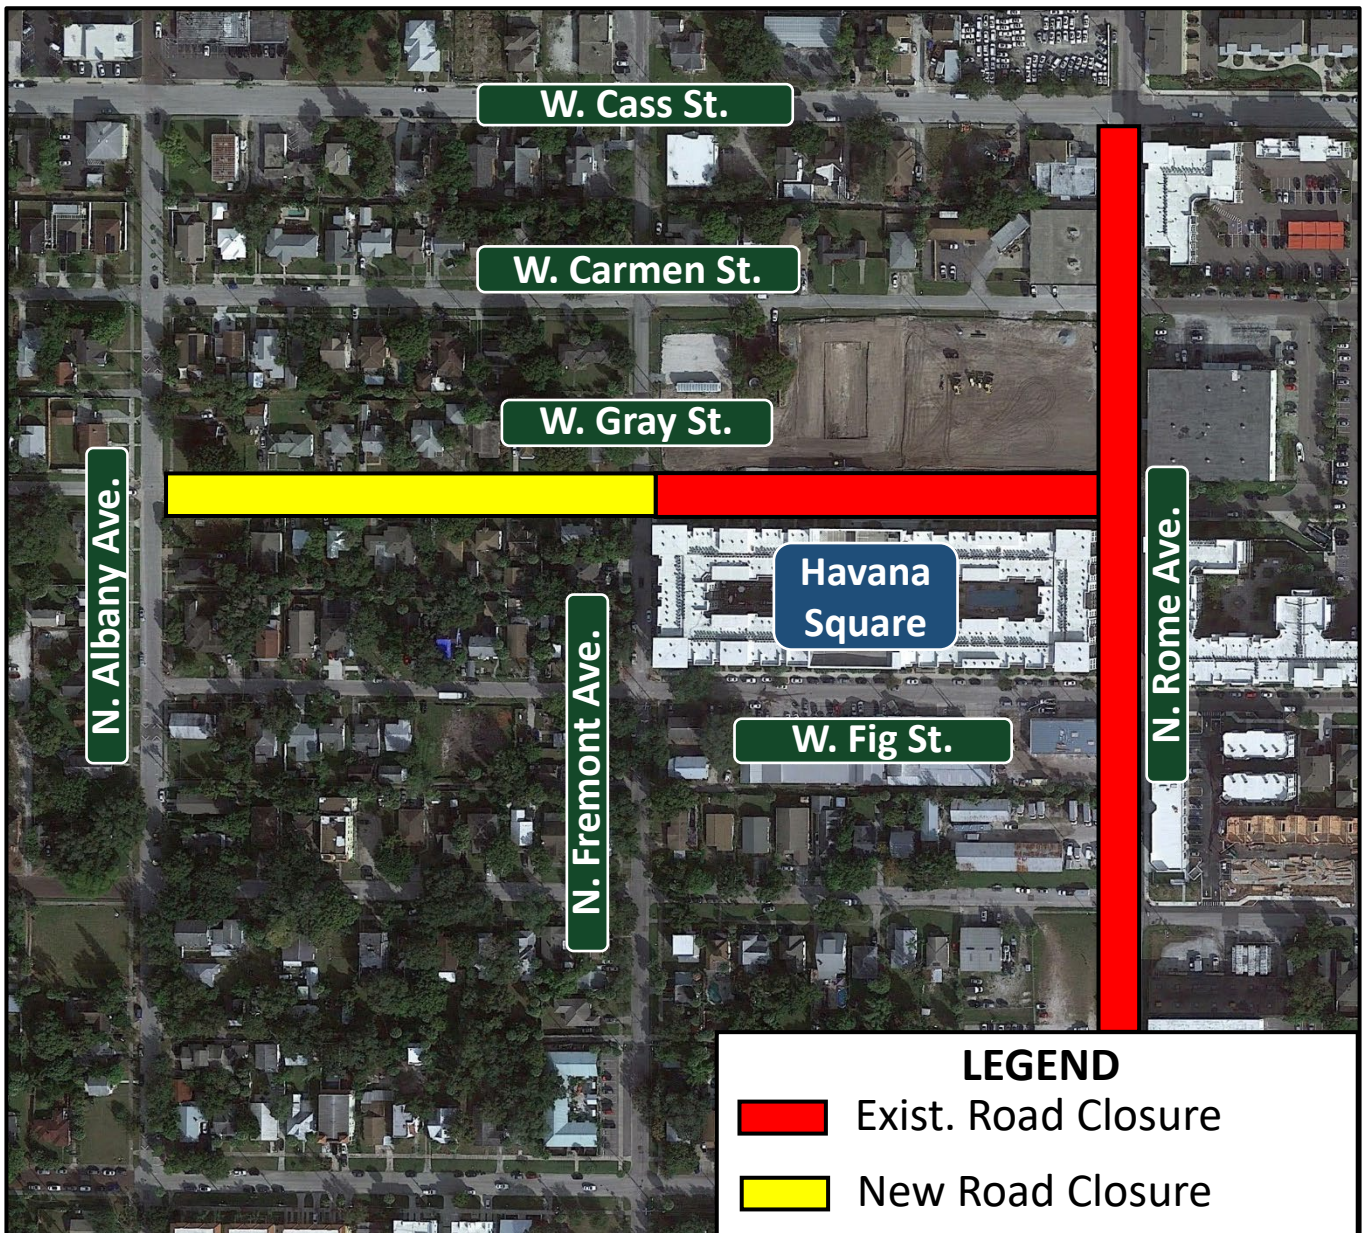 W. Cass St.
W. Carmen St.
W. Gray St.
N. Albany Ave.
Havana
Square
N. Fremont Ave.
N. Rome Ave.
W. Fig St.
LEGEND
Exist. Road Closure
New Road Closure